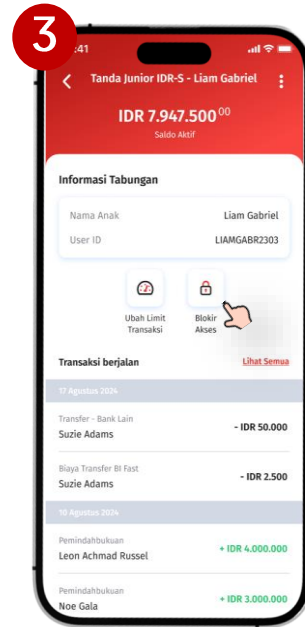 3
:41
Tanda Junior IDR-S - Liam Gabriel
IDR 7.947.500⁰⁰
Saldo Aktif
Informasi Tabungan
Nama Anak Liam Gabriel
User ID LIAMGABR2303
Ubah Limit Transaksi
Blokir Akses
Transaksi berjalan Lihat Semua
17 Agustus 2024
Transfer - Bank Lain
Suzie Adams - IDR 50.000
Biaya Transfer BI Fast
Suzie Adams - IDR 2.500
10 Agustus 2024
Pemindahbukuan
Leon Achmad Russel + IDR 4.000.000
Pemindahbukuan
Noe Gala + IDR 3.000.000